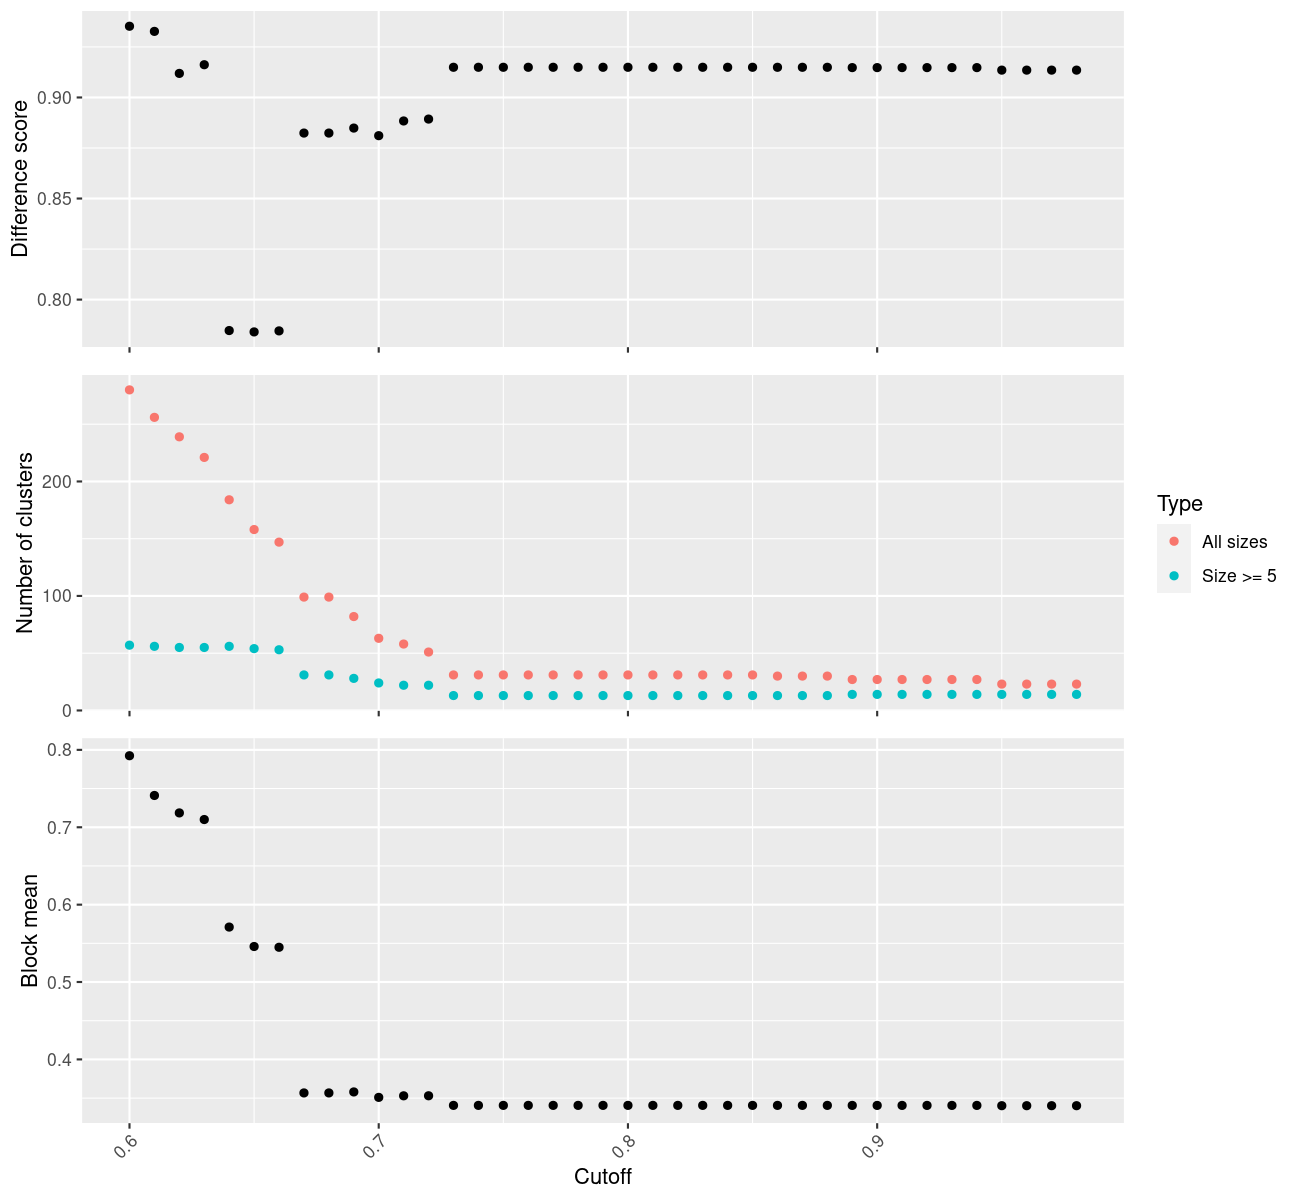 Difference score
0.90
0.85
0.80
Number of clusters
200
100
0
Type
All sizes
Size >= 5
Block mean
0.8
0.7
0.6
0.5
0.4
0.6 0.7 0.8 0.9
Cutoff